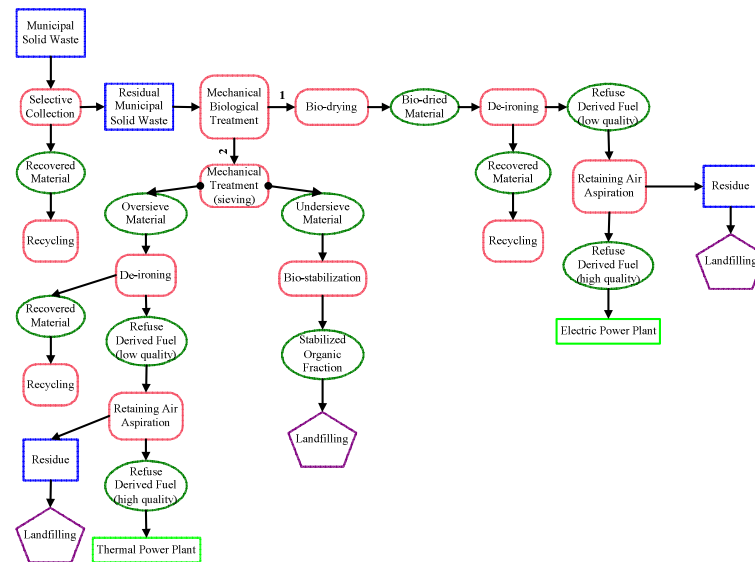 Municipal
Solid Waste
Selective
Collection
Residual
Municipal
Solid Waste
Mechanical
Biological
Treatment
1
Bio-drying
Bio-dried
Material
De-ironing
Refuse
Derived Fuel
(low quality)
2
Recovered
Material
Mechanical
Treatment
(sieving)
Recovered
Material
Retaining Air
Aspiration
Residue
Oversieve
Material
Undersieve
Material
Recycling
Recycling
De-ironing
Bio-stabilization
Refuse
Derived Fuel
(high quality)
Landfilling
Recovered
Material
Refuse
Derived Fuel
(low quality)
Stabilized
Organic
Fraction
Electric Power Plant
Recycling
Retaining Air
Aspiration
Landfilling
Residue
Refuse
Derived Fuel
(high quality)
Landfilling
Thermal Power Plant